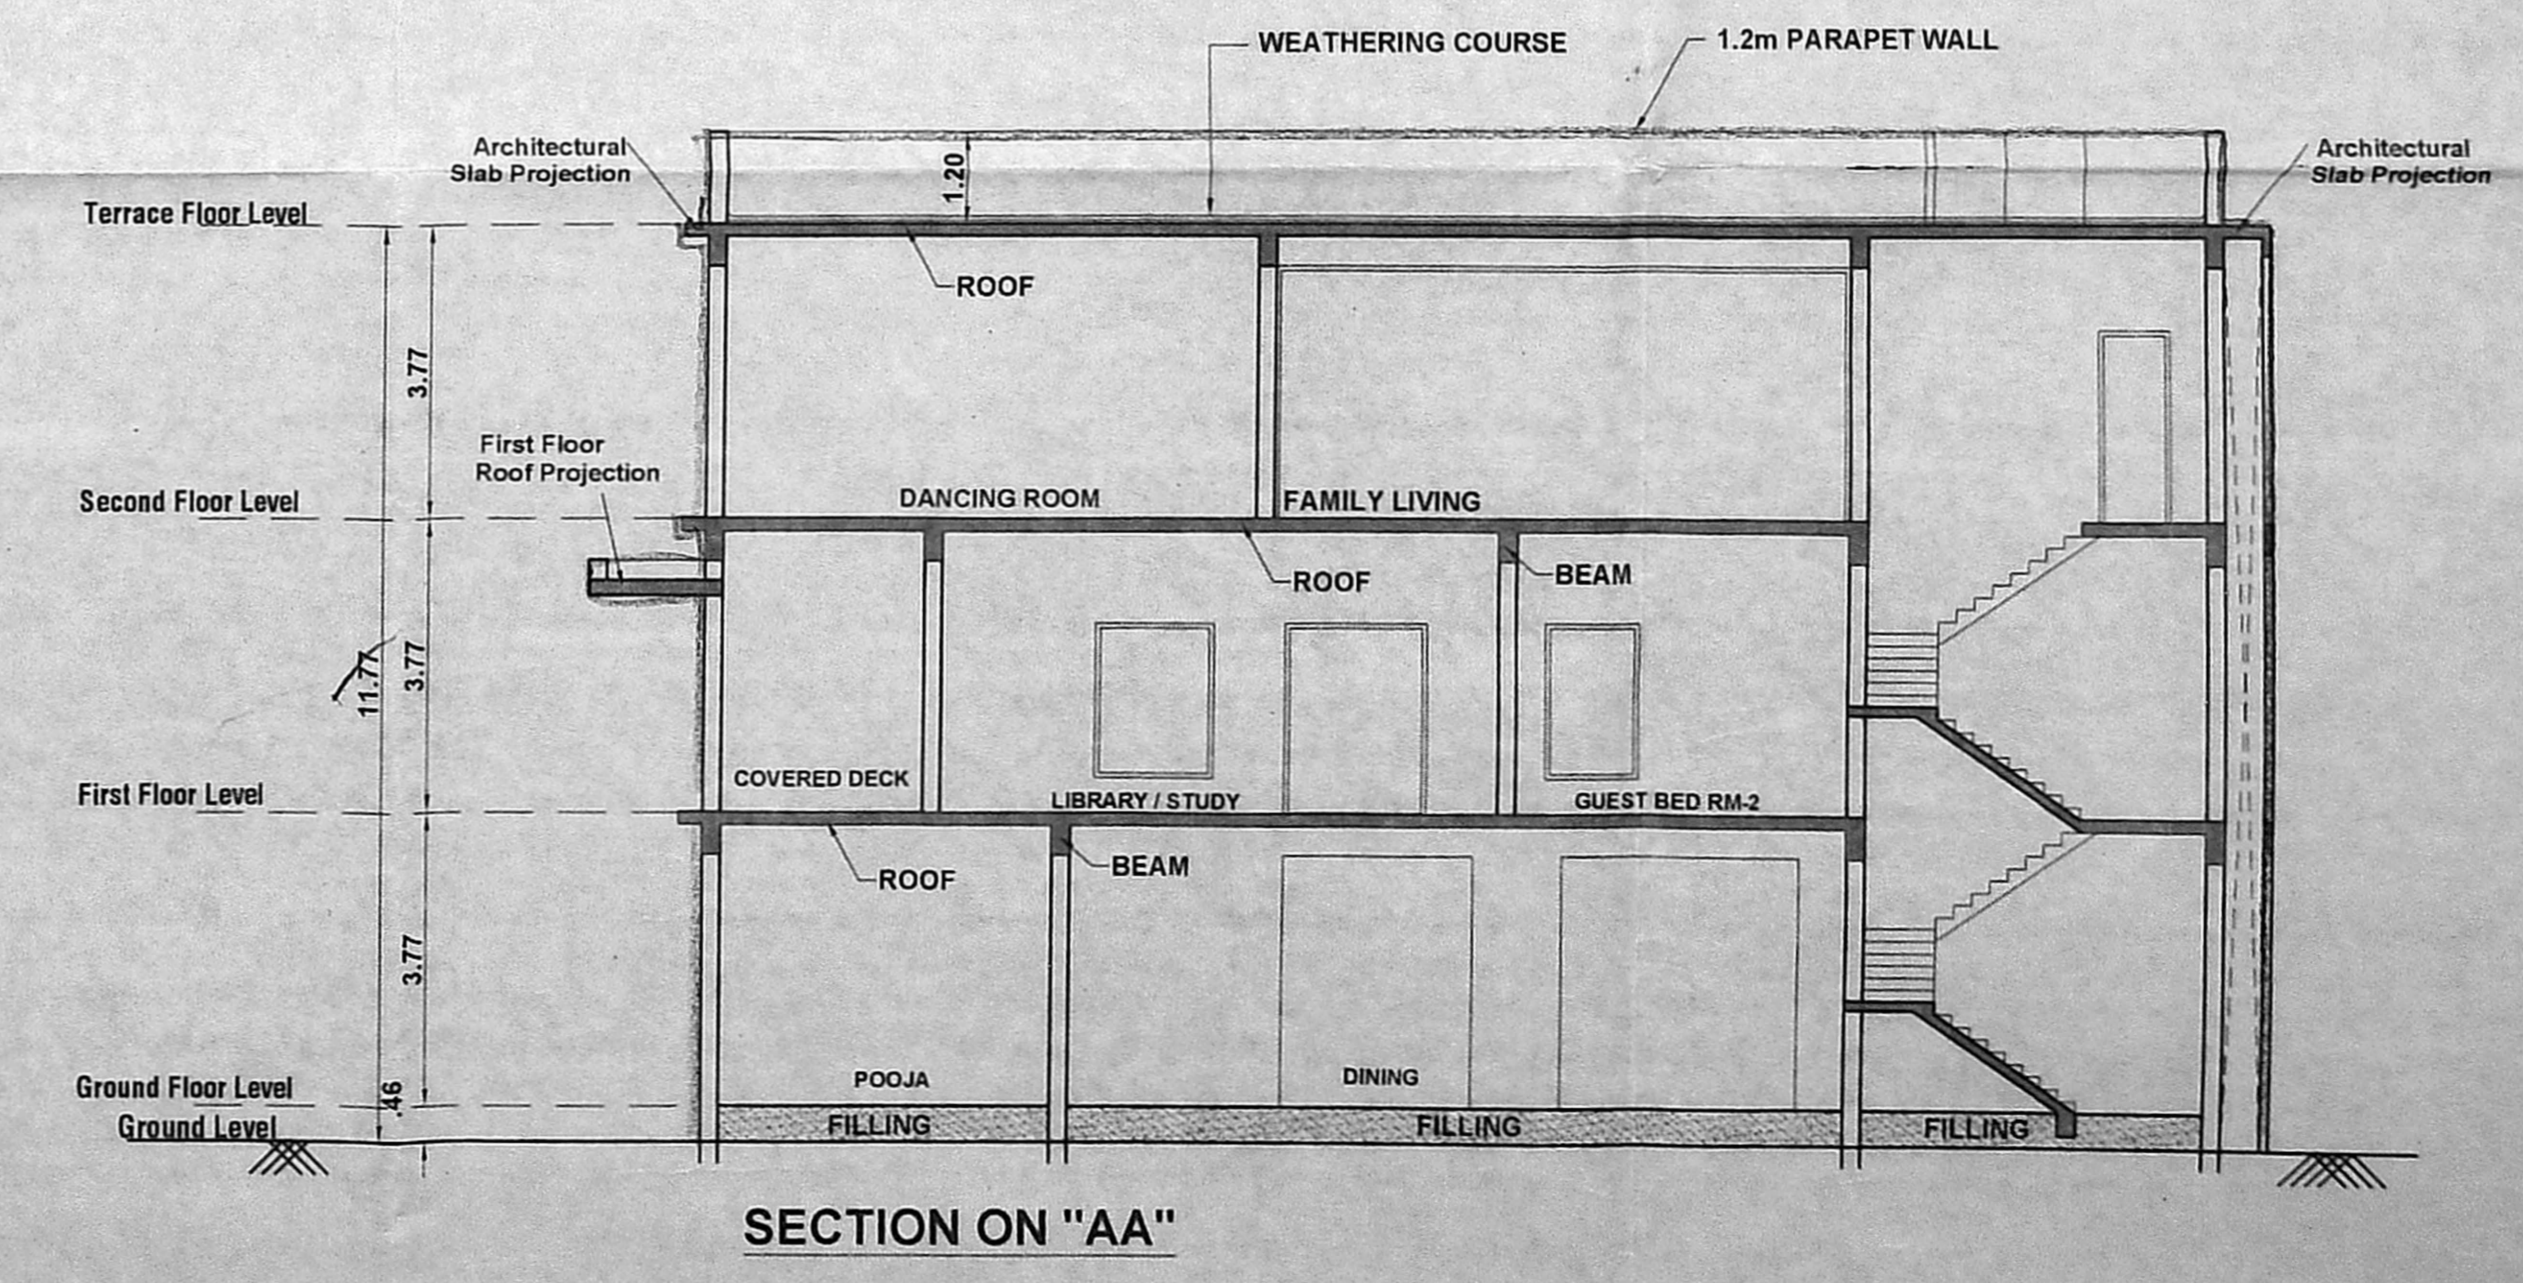 WEATHERING COURSE
1.2m PARAPET WALL
Architectural
Slab Projection
1.20
Architectural
Slab Projection
Terrace Floor Level
ROOF
3.77
First Floor
Roof Projection
Second Floor Level
DANCING ROOM
FAMILY LIVING
ROOF
BEAM
11.77
3.77
COVERED DECK
LIBRARY / STUDY
GUEST BED RM-2
First Floor Level
ROOF
BEAM
3.77
POOJA
DINING
Ground Floor Level
.46
Ground Level
FILLING
FILLING
FILLING
SECTION ON "AA"